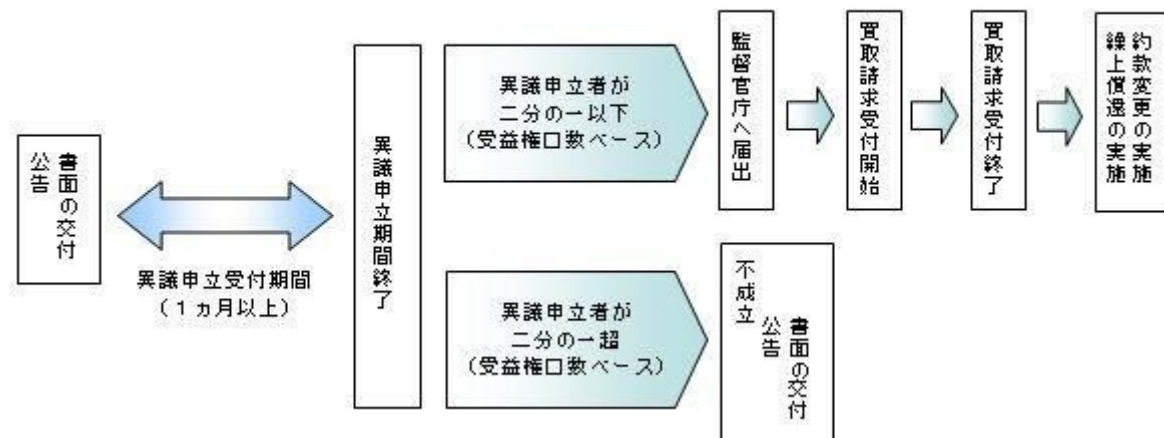 書面の交付
公告
異議申立受付期間
（１ヵ月以上）
異議申立期間終了
異議申立者が
二分の一以下
（受益権口数ベース）
監督官庁へ届出
買取請求受付開始
買取請求受付終了
約款変更の実施
繰上償還の実施
異議申立者が
二分の一超
（受益権口数ベース）
不成立
書面の交付
公告